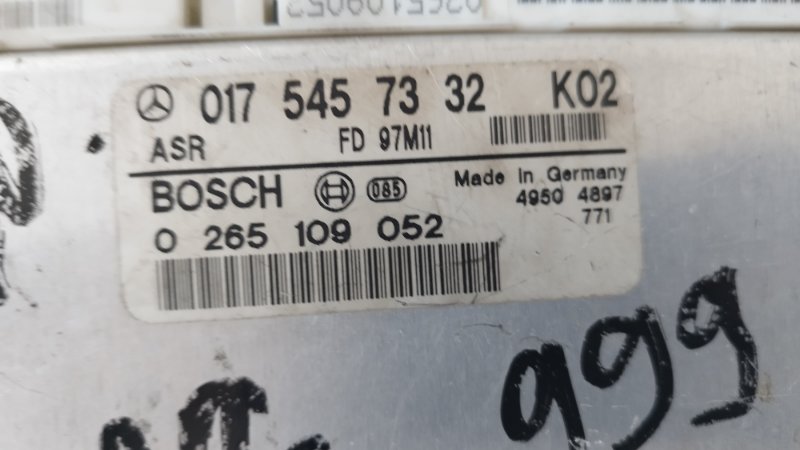 0265109052
017 545 73 32 K02
ASR FD 97M11
BOSCH 085 Made in Germany
4950 4897
0 265 109 052 771
999